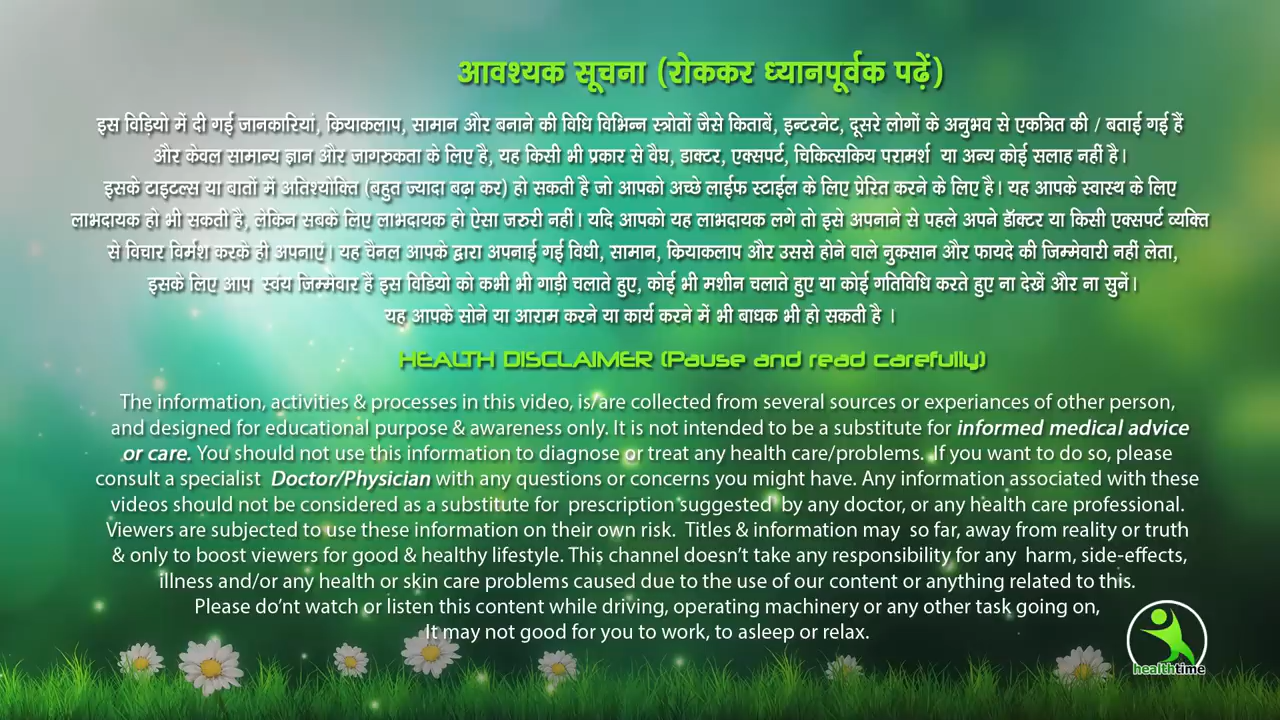 आवश्यक सूचना (रोककर ध्यानपूर्वक पढ़ें)
इस विड़ियो में दी गई जानकारियां, क्रियाकलाप, सामान और बनाने की विधि विभिन्न स्त्रोतों जैसे किताबें, इन्टरनेट, दूसरे लोगों के अनुभव से एकत्रित की / बताई गई हैं
और केवल सामान्य ज्ञान और जागरुकता के लिए है, यह किसी भी प्रकार से वैघ, डाक्टर, एक्सपर्ट, चिकित्सकिय परामर्श या अन्य कोई सलाह नहीं है।
इसके टाइटल्स या बातों में अतिश्योक्ति (बहुत ज्यादा बढ़ा कर) हो सकती है जो आपको अच्छे लाईफ स्टाईल के लिए प्रेरित करने के लिए है। यह आपके स्वास्थ के लिए
लाभदायक हो भी सकती है, लेकिन सबके लिए लाभदायक हो ऐसा जरुरी नहीं। यदि आपको यह लाभदायक लगे तो इसे अपनाने से पहले अपने डॉक्टर या किसी एक्सपर्ट व्यक्ति
से विचार विर्मश करके ही अपनाएं। यह चैनल आपके द्वारा अपनाई गई विधी, सामान, क्रियाकलाप और उससे होने वाले नुकसान और फायदे की जिम्मेवारी नहीं लेता,
इसके लिए आप स्वंय जिम्मेवार हैं इस विडियो को कभी भी गाड़ी चलाते हुए, कोई भी मशीन चलाते हुए या कोई गतिविधि करते हुए ना देखें और ना सुनें।
यह आपके सोने या आराम करने या कार्य करने में भी बाधक भी हो सकती है ।
HEALTH DISCLAIMER (Pause and read carefully)
The information, activities & processes in this video, is/are collected from several sources or experiances of other person,
and designed for educational purpose & awareness only. It is not intended to be a substitute for informed medical advice
or care. You should not use this information to diagnose or treat any health care/problems. If you want to do so, please
consult a specialist Doctor/Physician with any questions or concerns you might have. Any information associated with these
videos should not be considered as a substitute for prescription suggested by any doctor, or any health care professional.
Viewers are subjected to use these information on their own risk. Titles & information may so far, away from reality or truth
& only to boost viewers for good & healthy lifestyle. This channel doesn't take any responsibility for any harm, side-effects,
illness and/or any health or skin care problems caused due to the use of our content or anything related to this.
Please do'nt watch or listen this content while driving, operating machinery or any other task going on,
It may not good for you to work, to asleep or relax.
healthtime